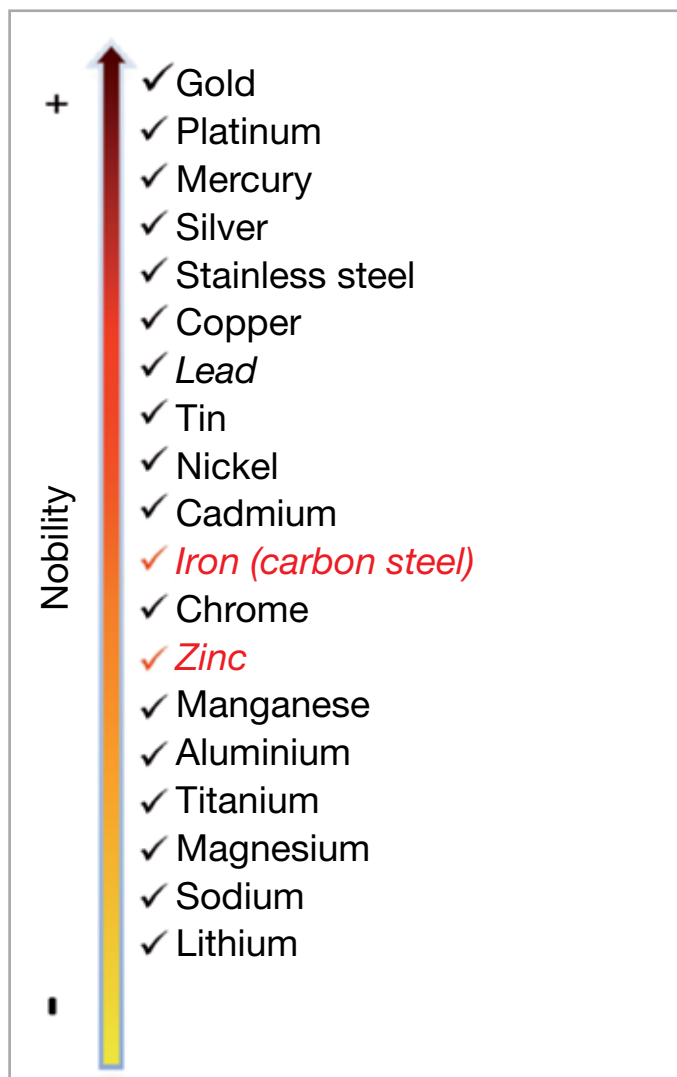 +
✓ Gold
✓ Platinum
✓ Mercury
✓ Silver
✓ Stainless steel
✓ Copper
✓ Lead
✓ Tin
✓ Nickel
✓ Cadmium
✓ Iron (carbon steel)
✓ Chrome
✓ Zinc
✓ Manganese
✓ Aluminium
✓ Titanium
✓ Magnesium
✓ Sodium
✓ Lithium
Nobility
-